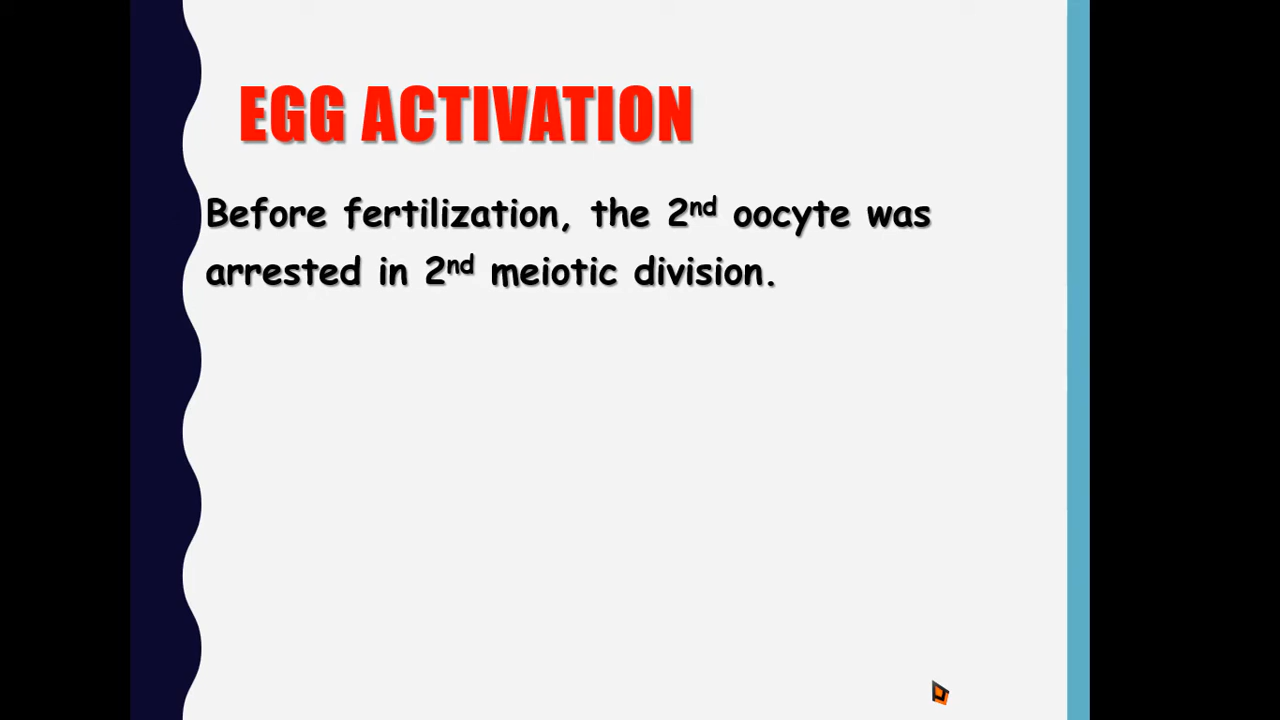 EGG ACTIVATION
Before fertilization, the 2nd oocyte was
arrested in 2nd meiotic division.